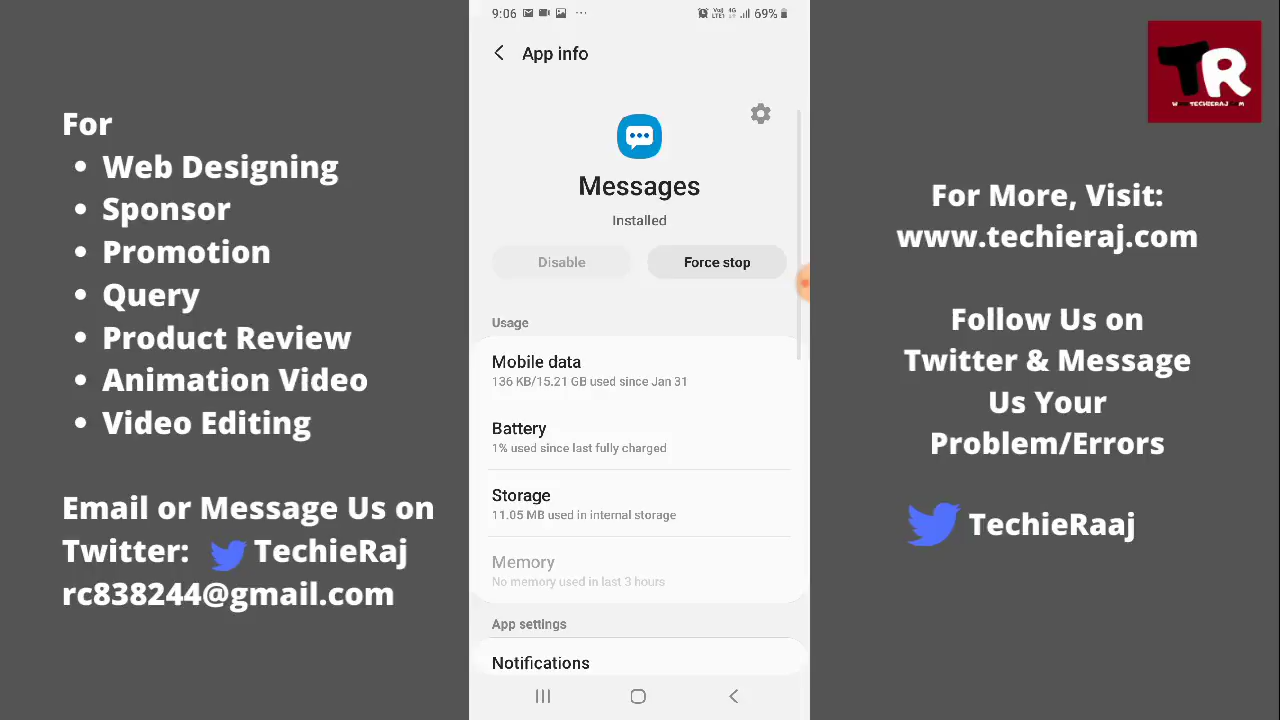 For
• Web Designing
• Sponsor
• Promotion
• Query
• Product Review
• Animation Video
• Video Editing
Email or Message Us on
Twitter: TechieRaj
rc838244@gmail.com
9:06 ... 69%
App info
Messages
Installed
Disable Force stop
Usage
Mobile data
136 KB/15.21 GB used since Jan 31
Battery
1% used since last fully charged
Storage
11.05 MB used in internal storage
Memory
No memory used in last 3 hours
App settings
Notifications
TR
For More, Visit:
www.techieraj.com
Follow Us on
Twitter & Message
Us Your
Problem/Errors
TechieRaaj